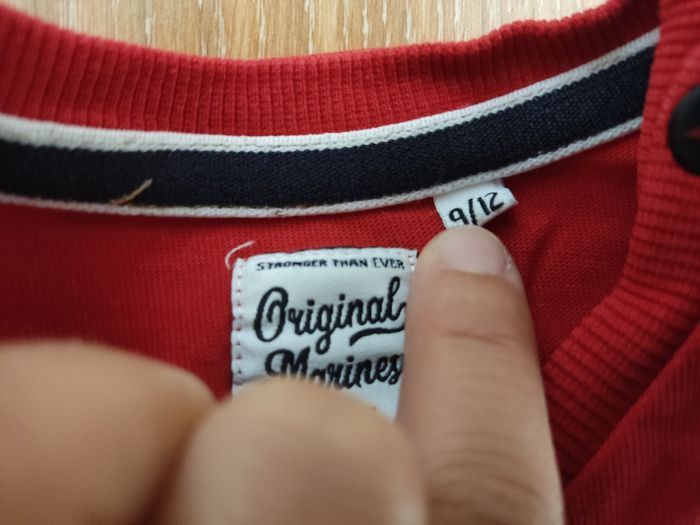 9/12
STRONGER THAN EVER
Original
Marines